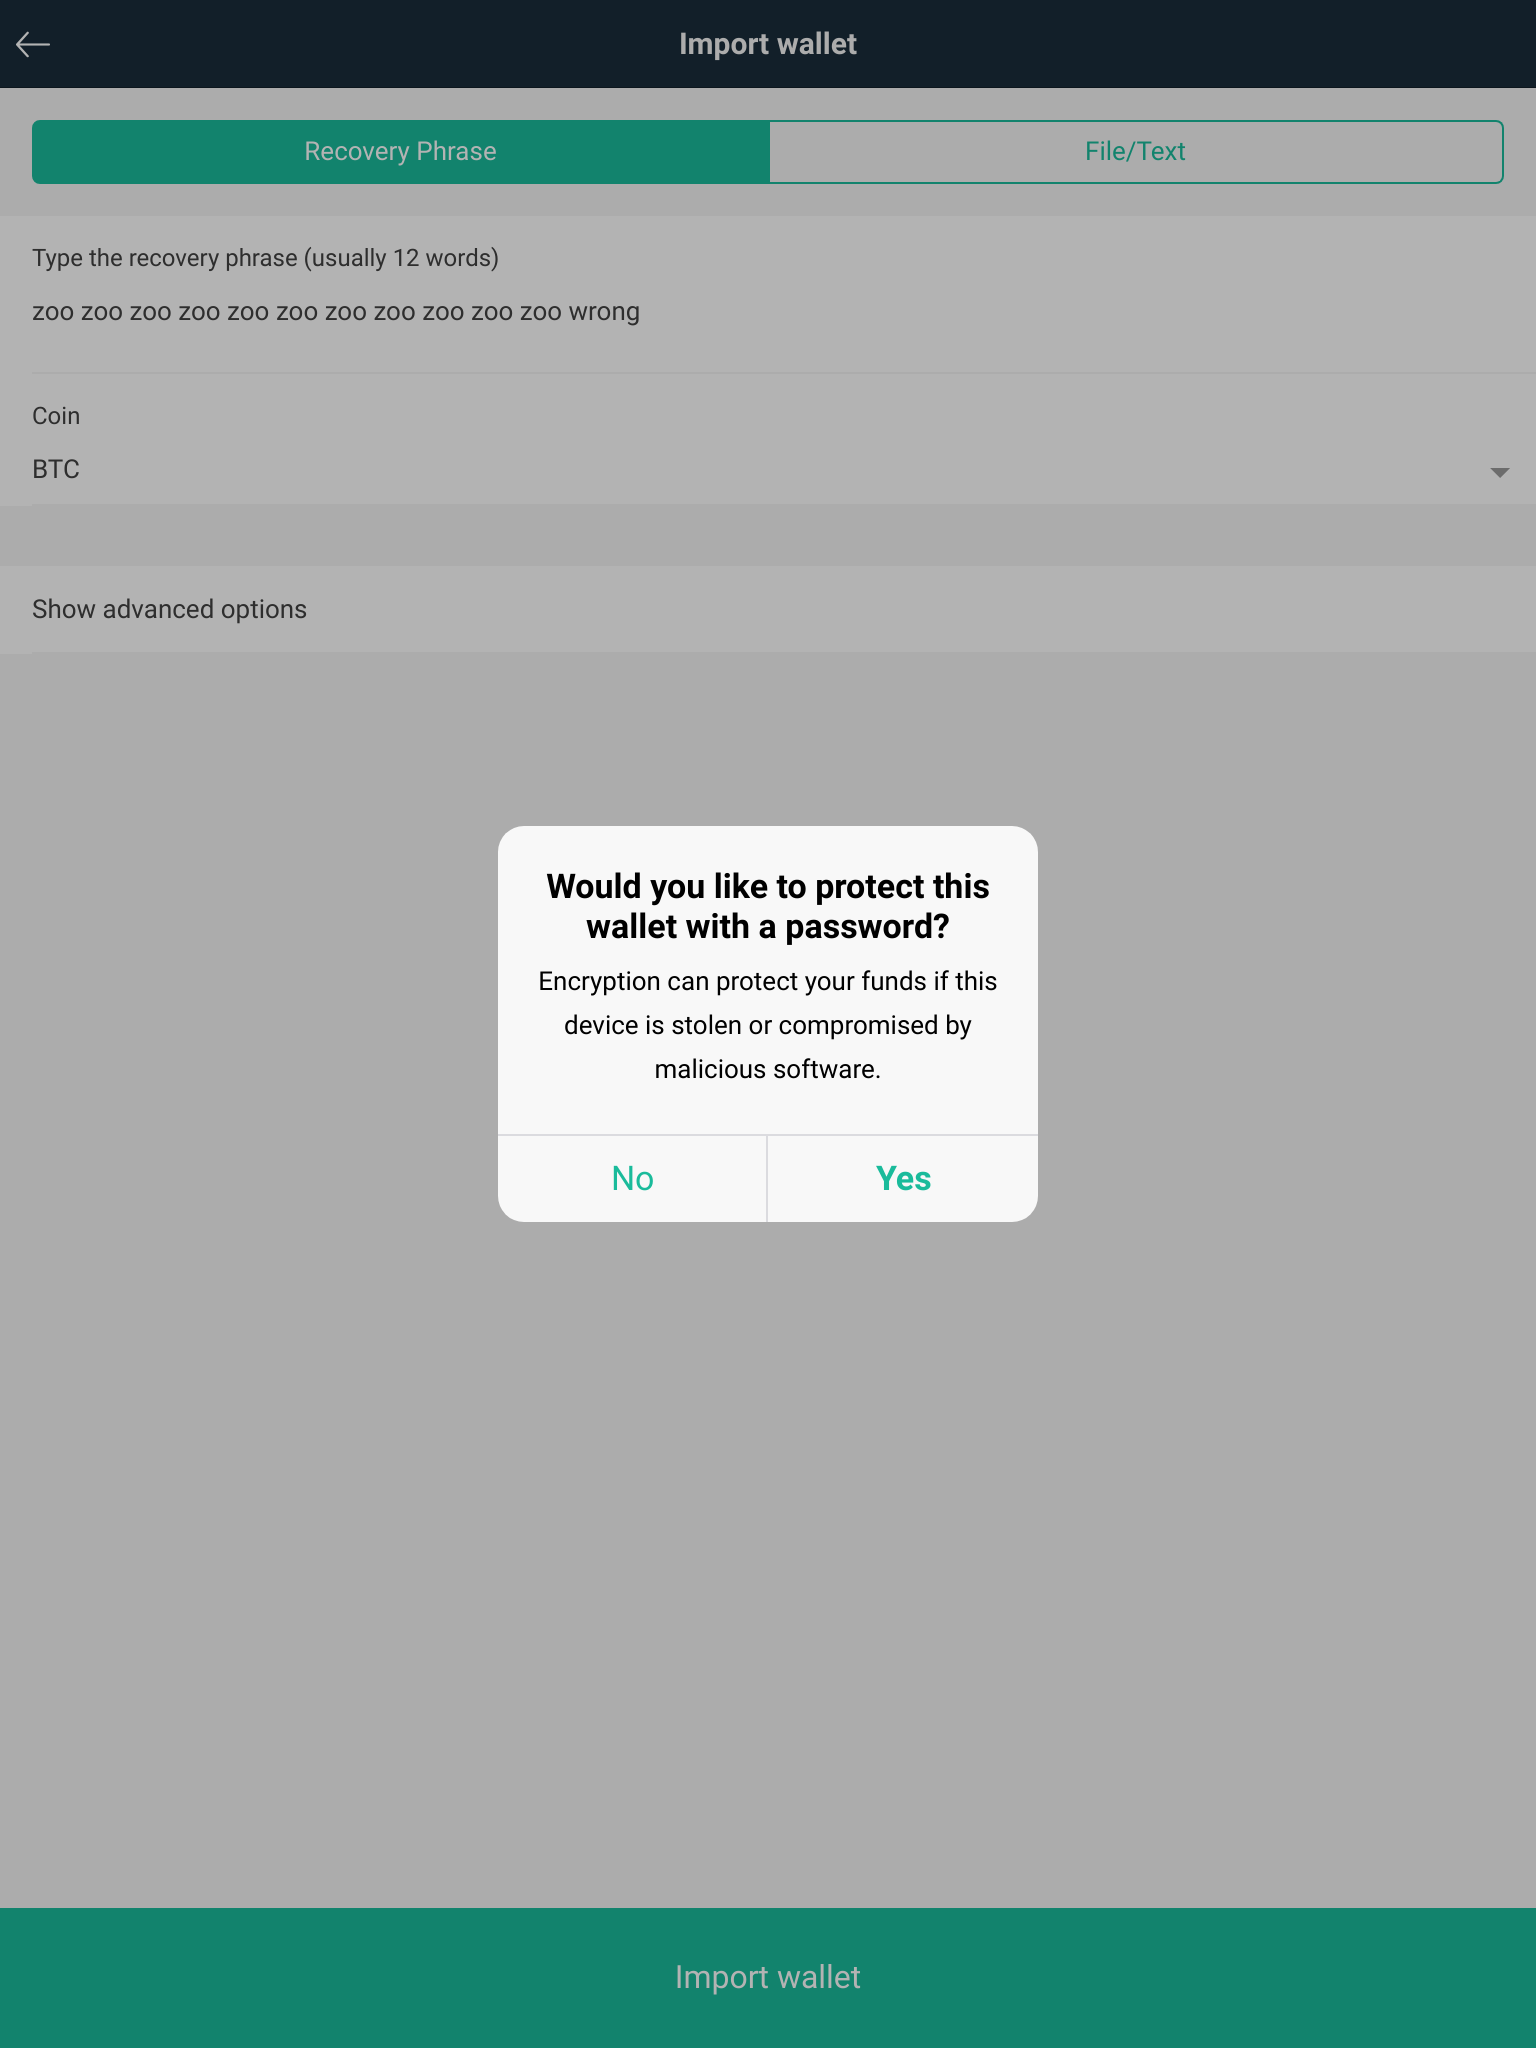 Import wallet
Recovery Phrase
File/Text
Type the recovery phrase (usually 12 words)
zoo zoo zoo zoo zoo zoo zoo zoo zoo zoo zoo wrong
Coin
BTC
Show advanced options
Would you like to protect this
wallet with a password?
Encryption can protect your funds if this
device is stolen or compromised by
malicious software.
No
Yes
Import wallet